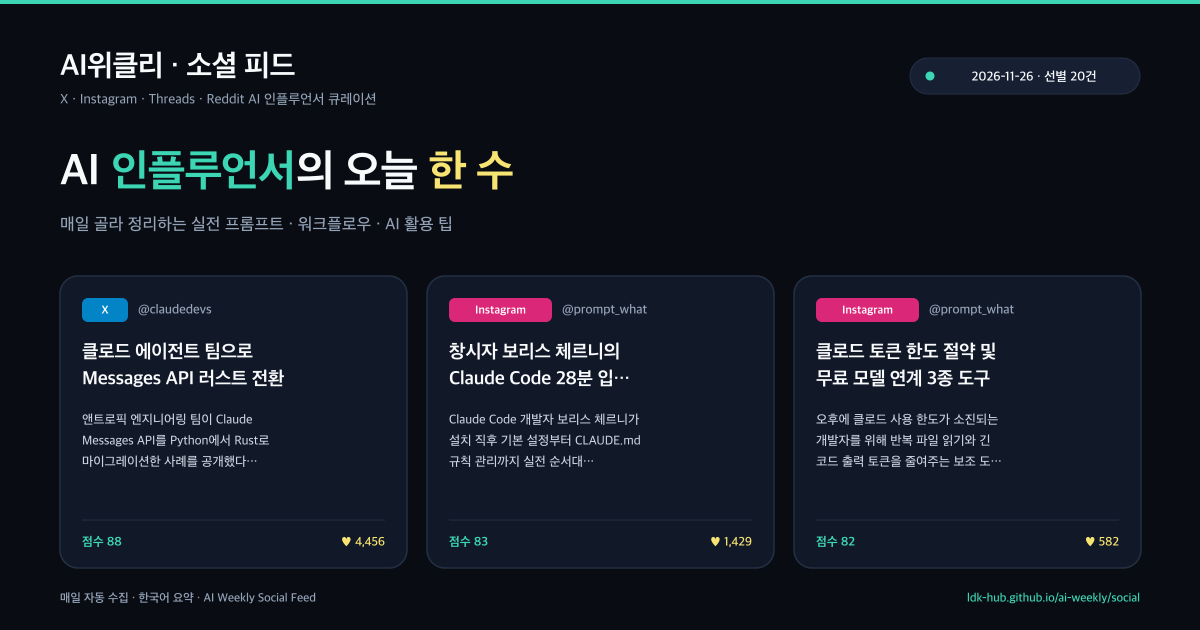 AI위클리 · 소셜 피드
X · Instagram · Threads · Reddit AI 인플루언서 큐레이션
2026-11-26 · 선별 20건
AI 인플루언서의 오늘 한 수
매일 골라 정리하는 실전 프롬프트 · 워크플로우 · AI 활용 팁
X @claudedevs
클로드 에이전트 팀으로
Messages API 러스트 전환
앤트로픽 엔지니어링 팀이 Claude
Messages API를 Python에서 Rust로
마이그레이션한 사례를 공개했다…
점수 88 ♥ 4,456
Instagram @prompt_what
창시자 보리스 체르니의
Claude Code 28분 입…
Claude Code 개발자 보리스 체르니가
설치 직후 기본 설정부터 CLAUDE.md
규칙 관리까지 실전 순서대…
점수 83 ♥ 1,429
Instagram @prompt_what
클로드 토큰 한도 절약 및
무료 모델 연계 3종 도구
오후에 클로드 사용 한도가 소진되는
개발자를 위해 반복 파일 읽기와 긴
코드 출력 토큰을 줄여주는 보조 도…
점수 82 ♥ 582
매일 자동 수집 · 한국어 요약 · AI Weekly Social Feed
ldk-hub.github.io/ai-weekly/social